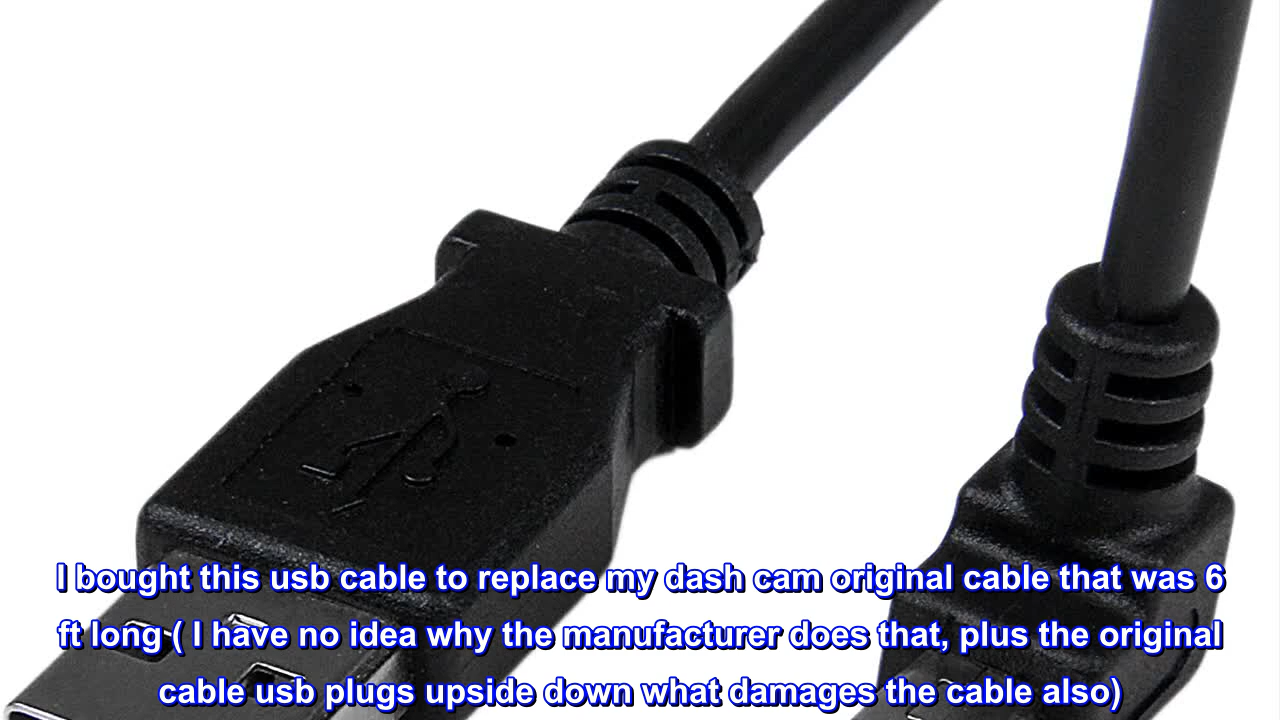 I bought this usb cable to replace my dash cam original cable that was 6
ft long ( I have no idea why the manufacturer does that, plus the original
cable usb plugs upside down what damages the cable also)